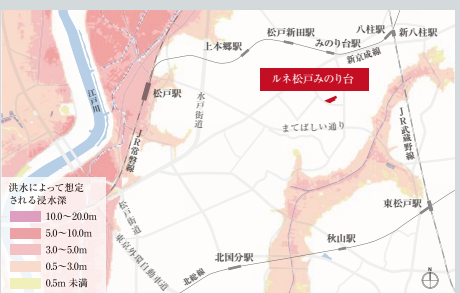 八柱駅
新八柱駅
松戸新田駅
みのり台駅
上本郷駅
新京成線
ルネ松戸みのり台
松戸駅
江戸川
水戸街道
まてばしい通り
JR常磐線
JR武蔵野線
洪水によって想定
される浸水深
10.0〜20.0m
5.0〜10.0m
3.0〜5.0m
0.5〜3.0m
0.5m 未満
松戸街道
東京外環自動車道
東松戸駅
秋山駅
北国分駅
北総線
N